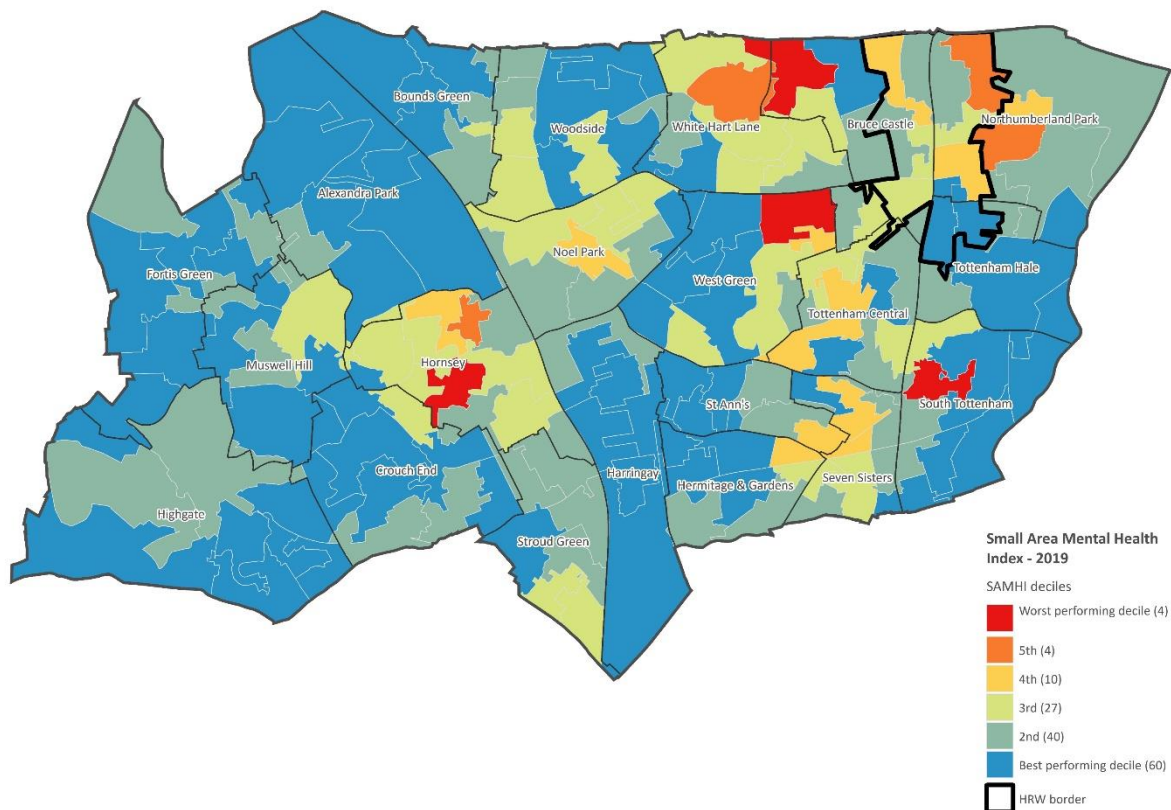 Bounds Green
Woodside
White Hart Lane
Bruce Castle
Northumberland Park
Alexandra Park
Noel Park
Fortis Green
West Green
Tottenham Hale
Tottenham Central
Muswell Hill
Hornsey
St Ann's
South Tottenham
Crouch End
Harringay
Hermitage & Gardens
Seven Sisters
Highgate
Stroud Green
Small Area Mental Health
Index - 2019
SAMHI deciles
Worst performing decile (4)
5th (4)
4th (10)
3rd (27)
2nd (40)
Best performing decile (60)
HRW border